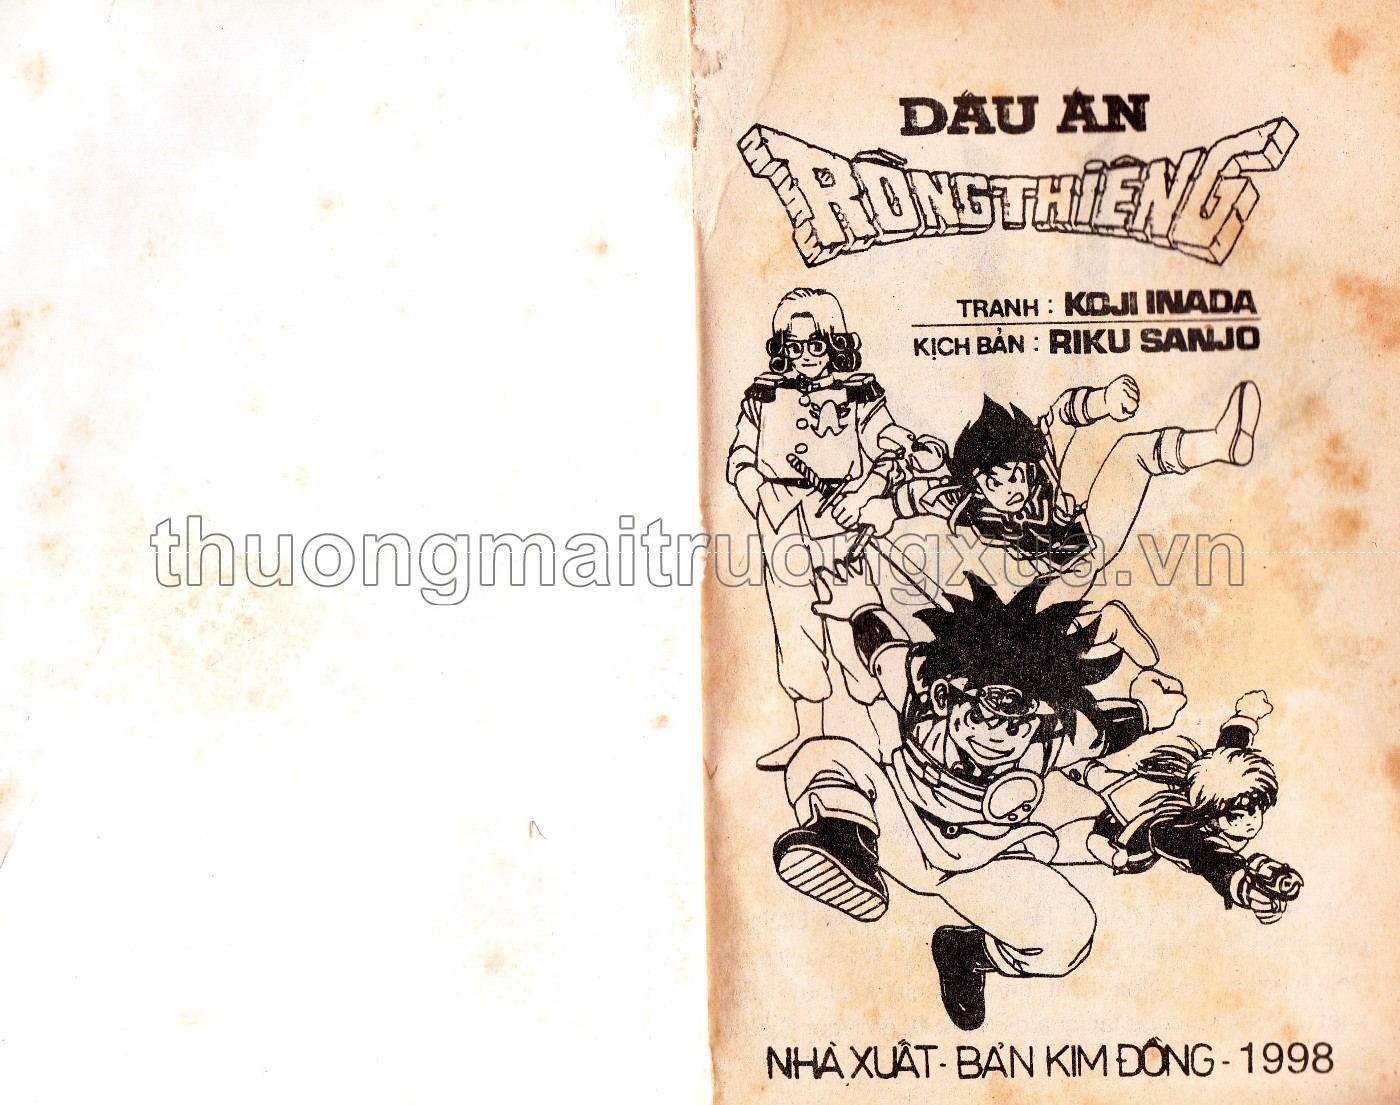 DẤU ẤN
RỒNG THIÊNG
TRANH : KOJI INADA
KỊCH BẢN : RIKU SANJO
thuongmaitruongxua.vn
NHÀ XUẤT - BẢN KIM ĐỒNG - 1998